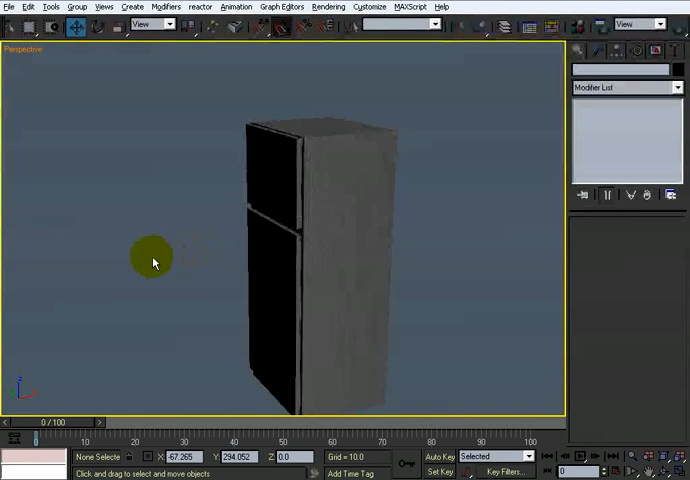 File Edit Tools Group Views Create Modifiers reactor Animation Graph Editors Rendering Customize MAXScript Help
View View
Perspective
Modifier List
0 / 100
0 10 20 30 40 50 60 70 80 90 100
None Selecte X: -67.265 Y: 294.052 Z: 0.0 Grid = 10.0 Auto Key Selected
Click and drag to select and move objects Add Time Tag Set Key Key Filters... 0